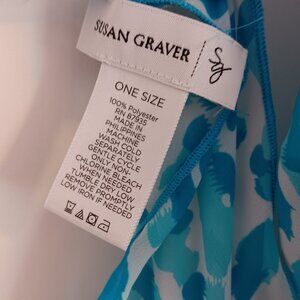 SUSAN GRAVER
sg
ONE SIZE
100% Polyester
RN 87935
MADE IN
PHILIPPINES
MACHINE
WASH COLD
SEPARATELY
GENTLE CYCLE
ONLY NON-
CHLORINE BLEACH
WHEN NEEDED
TUMBLE DRY LOW
REMOVE PROMPTLY
LOW IRON IF NEEDED